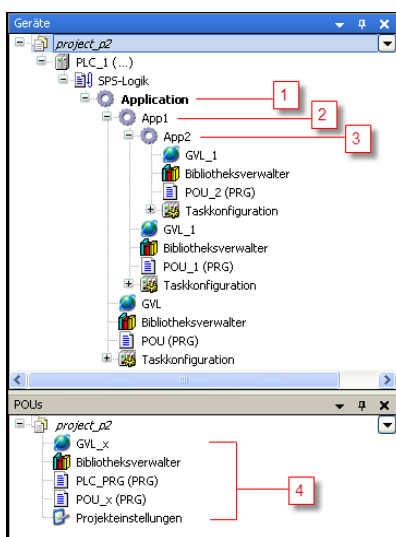 Geräte
project_p2
PLC_1 (...)
SPS-Logik
Application
1
App1
2
App2
3
GVL_1
Bibliotheksverwalter
POU_2 (PRG)
Taskkonfiguration
GVL_1
Bibliotheksverwalter
POU_1 (PRG)
Taskkonfiguration
GVL
Bibliotheksverwalter
POU (PRG)
Taskkonfiguration
POUs
project_p2
GVL_x
Bibliotheksverwalter
PLC_PRG (PRG)
4
POU_x (PRG)
Projekteinstellungen